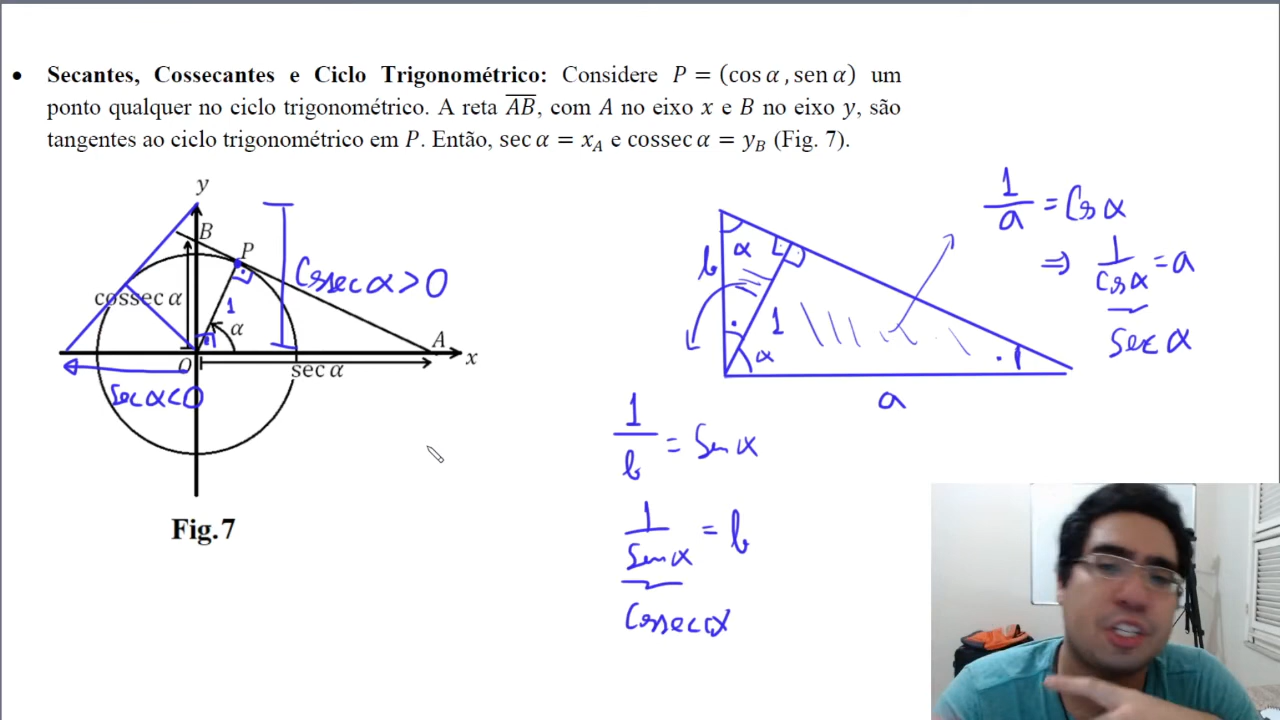 • Secantes, Cossecantes e Ciclo Trigonométrico: Considere P = (cos α , sen α) um
ponto qualquer no ciclo trigonométrico. A reta A̅B̅, com A no eixo x e B no eixo y, são
tangentes ao ciclo trigonométrico em P. Então, sec α = x_A e cossec α = y_B (Fig. 7).
y
B
P
Cossec α > 0
cossec α
1
α
A
x
O
sec α
Sec α < 0
Fig.7
b
α
1
α
a
1/a = Cos α
⇒ 1/Cos α = a
Sec α
1/b = Sen α
1/Sen α = b
Cossec α